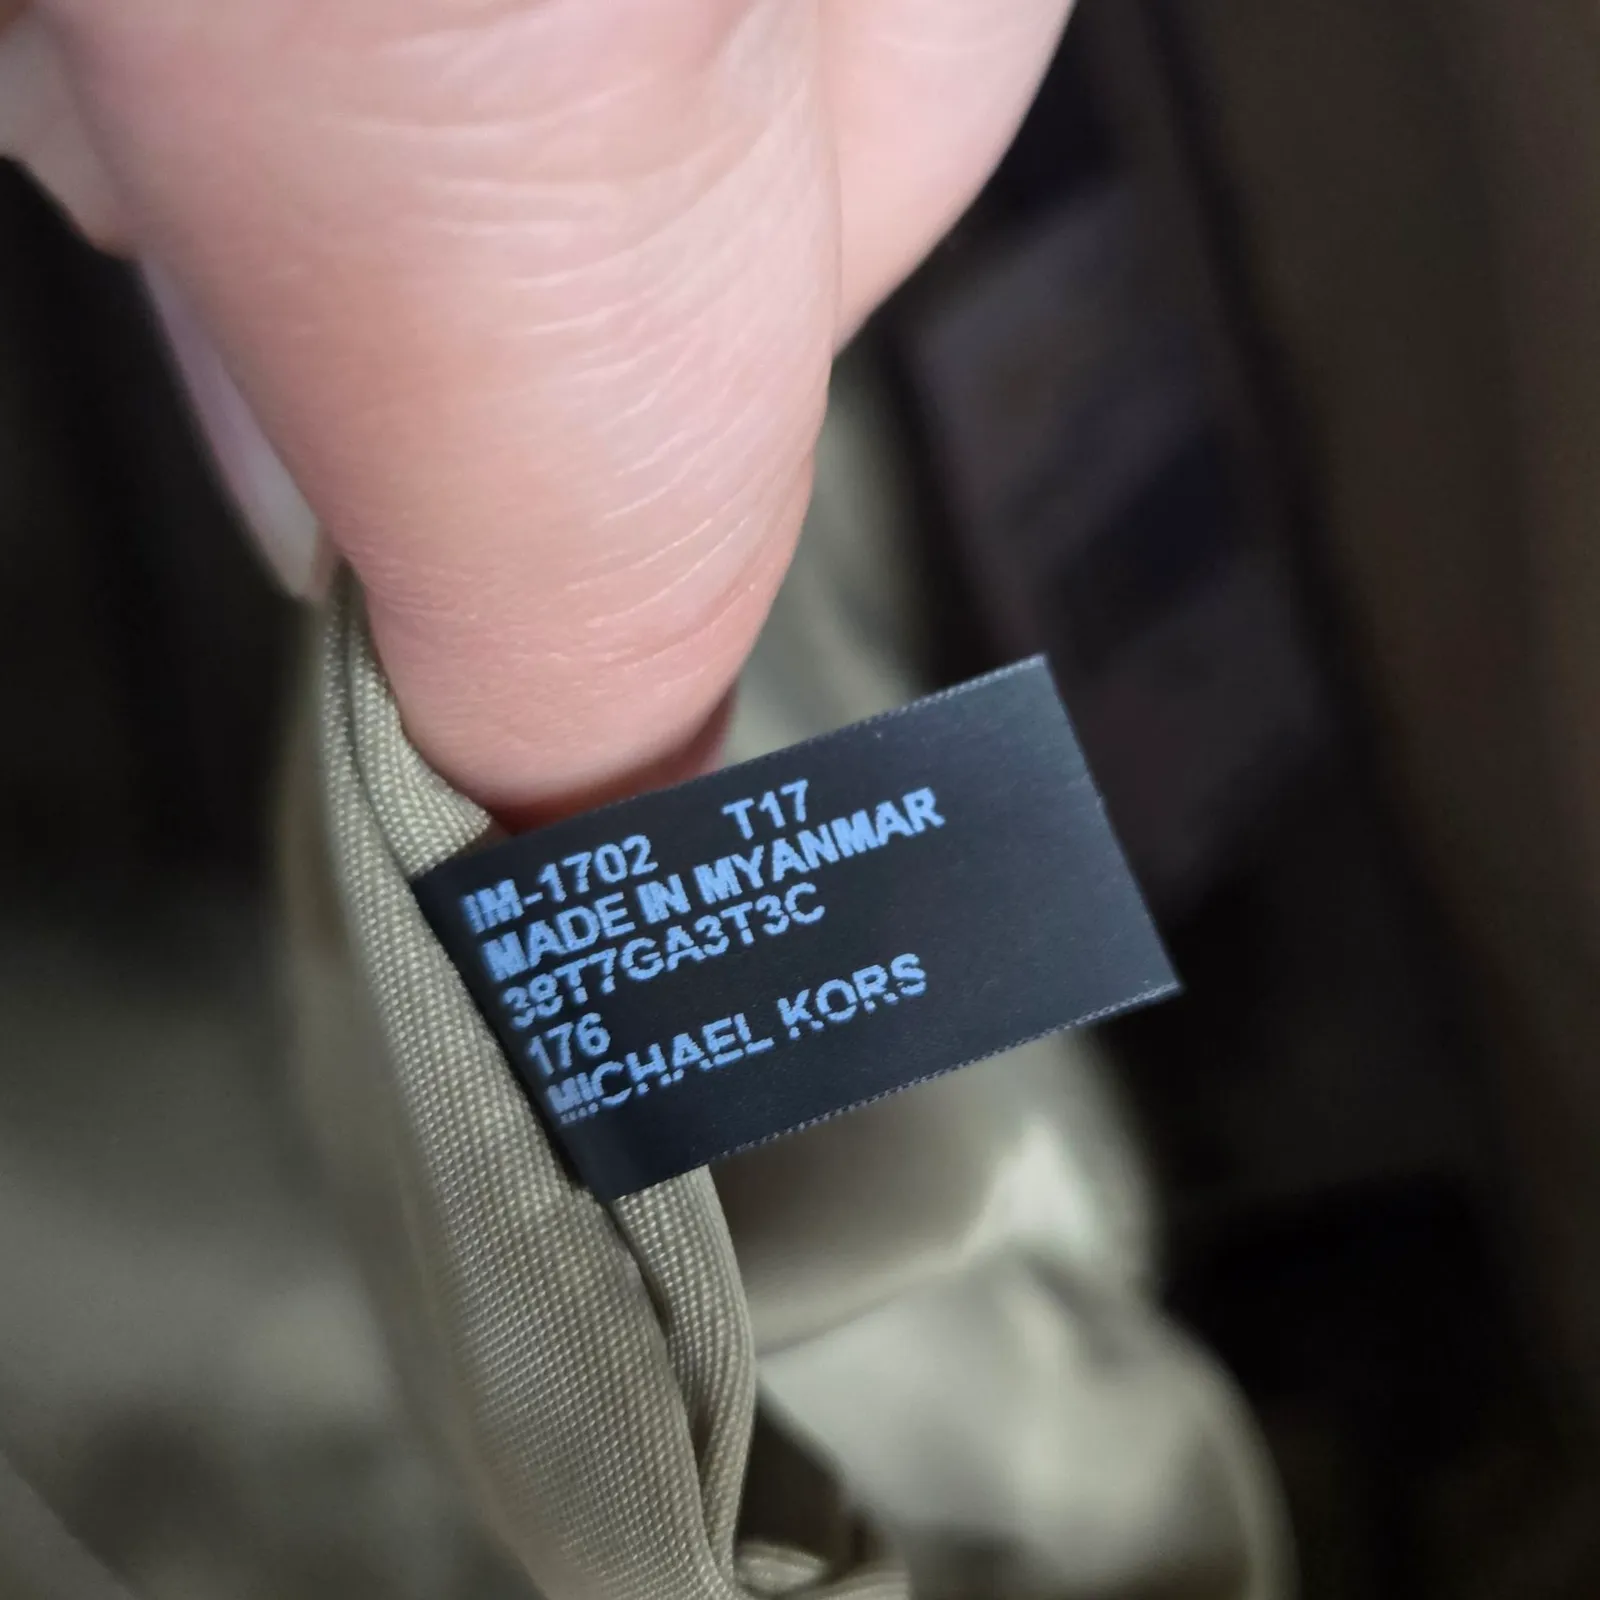 IM-1702 T17
MADE IN MYANMAR
38T7GA3T3C
176
MICHAEL KORS